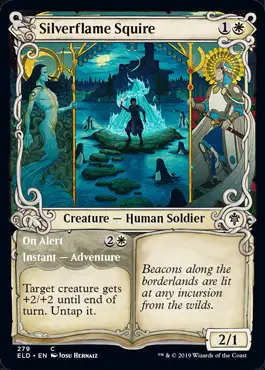 Silverflame Squire 1
Creature — Human Soldier
On Alert 2
Instant — Adventure
Target creature gets
+2/+2 until end of
turn. Untap it.
Beacons along the
borderlands are lit
at any incursion
from the wilds.
2/1
279 C
ELD • EN Josu Hernaiz
™ & © 2019 Wizards of the Coast